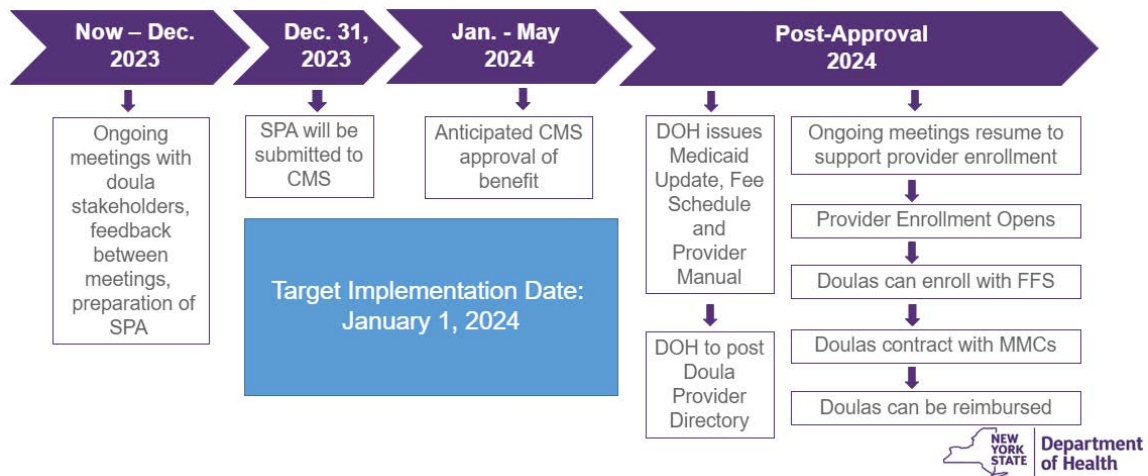 Now – Dec.
2023
Dec. 31,
2023
Jan. - May
2024
Post-Approval
2024
Ongoing
meetings with
doula
stakeholders,
feedback
between
meetings,
preparation of
SPA
SPA will be
submitted to
CMS
Anticipated CMS
approval of
benefit
Target Implementation Date:
January 1, 2024
DOH issues
Medicaid
Update, Fee
Schedule
and
Provider
Manual
DOH to post
Doula
Provider
Directory
Ongoing meetings resume to
support provider enrollment
Provider Enrollment Opens
Doulas can enroll with FFS
Doulas contract with MMCs
Doulas can be reimbursed
NEW
YORK
STATE
Department
of Health